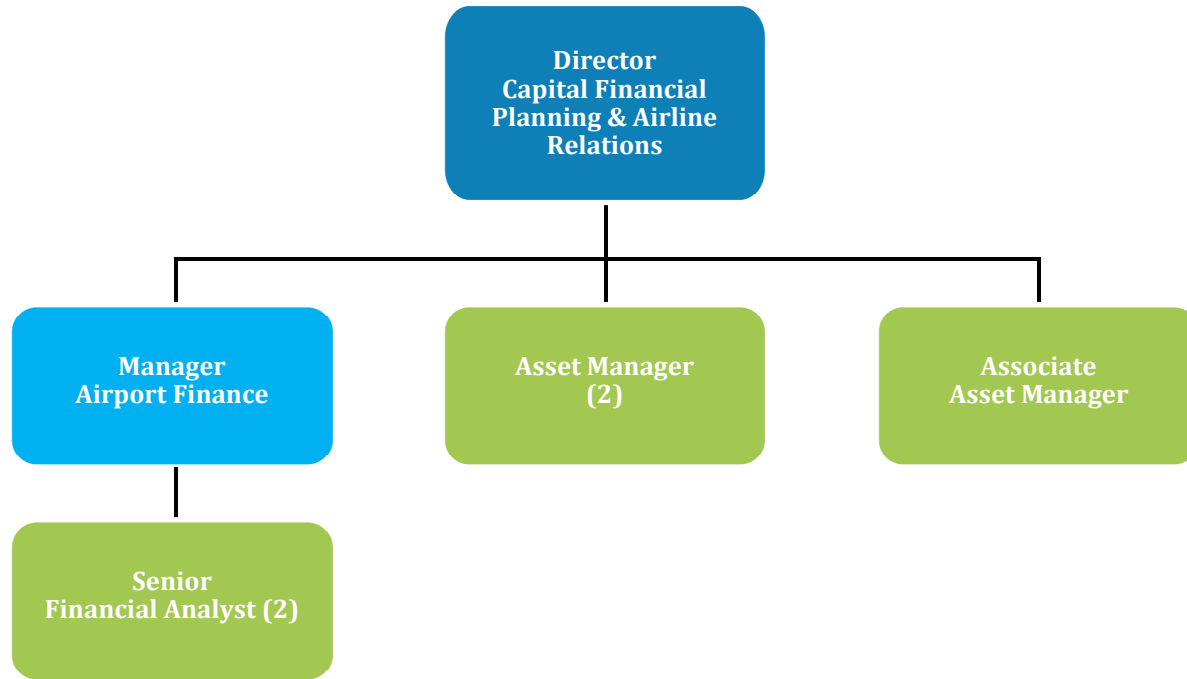 Director
Capital Financial
Planning & Airline
Relations
Manager
Airport Finance
Asset Manager
(2)
Associate
Asset Manager
Senior
Financial Analyst (2)